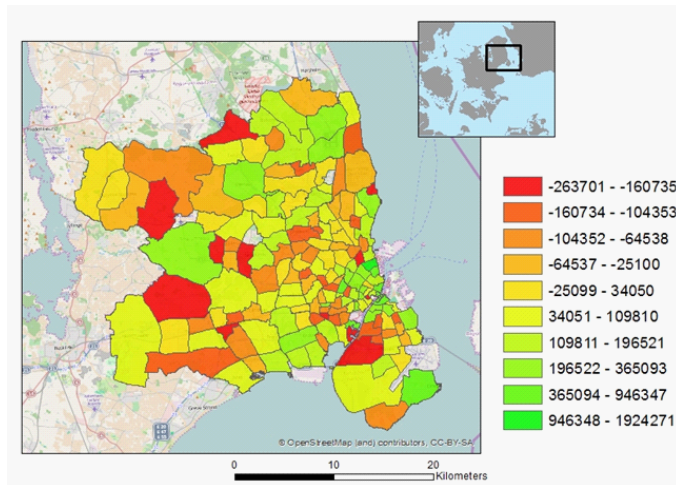 -263701 - -160735
-160734 - -104353
-104352 - -64538
-64537 - -25100
-25099 - 34050
34051 - 109810
109811 - 196521
196522 - 365093
365094 - 946347
946348 - 1924271
© OpenStreetMap (and) contributors, CC-BY-SA
0 10 20
Kilometers